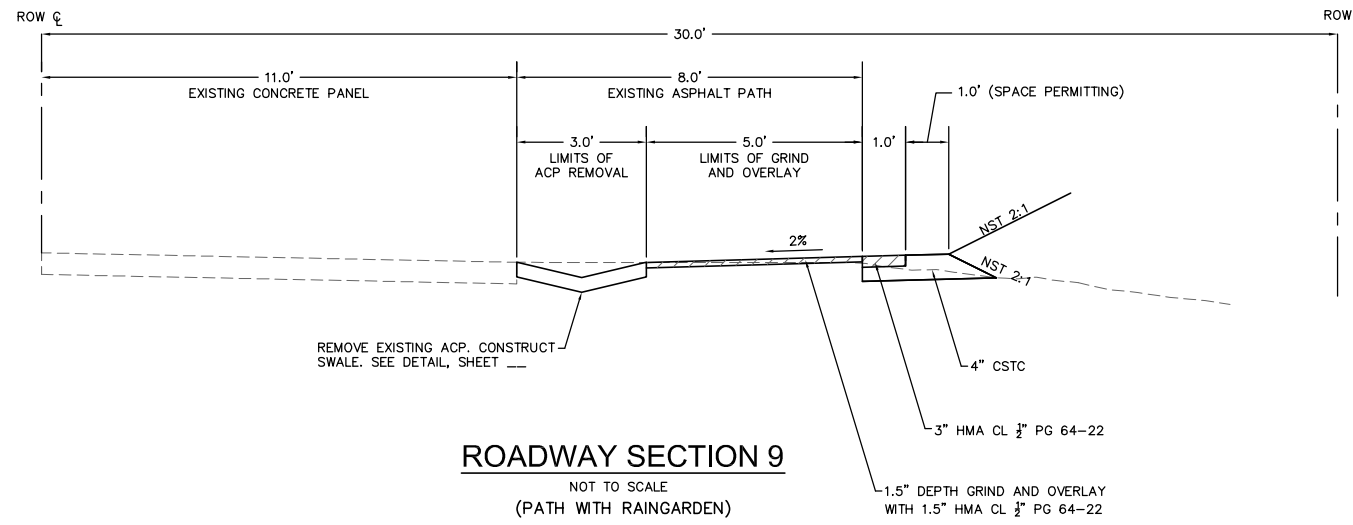 ROW ℄
ROW
30.0'
11.0'
EXISTING CONCRETE PANEL
8.0'
EXISTING ASPHALT PATH
1.0' (SPACE PERMITTING)
3.0'
LIMITS OF
ACP REMOVAL
5.0'
LIMITS OF GRIND
AND OVERLAY
1.0'
NST 2:1
2%
NST 2:1
REMOVE EXISTING ACP. CONSTRUCT
SWALE. SEE DETAIL, SHEET __
4" CSTC
3" HMA CL ½" PG 64-22
1.5" DEPTH GRIND AND OVERLAY
WITH 1.5" HMA CL ½" PG 64-22
ROADWAY SECTION 9
NOT TO SCALE
(PATH WITH RAINGARDEN)